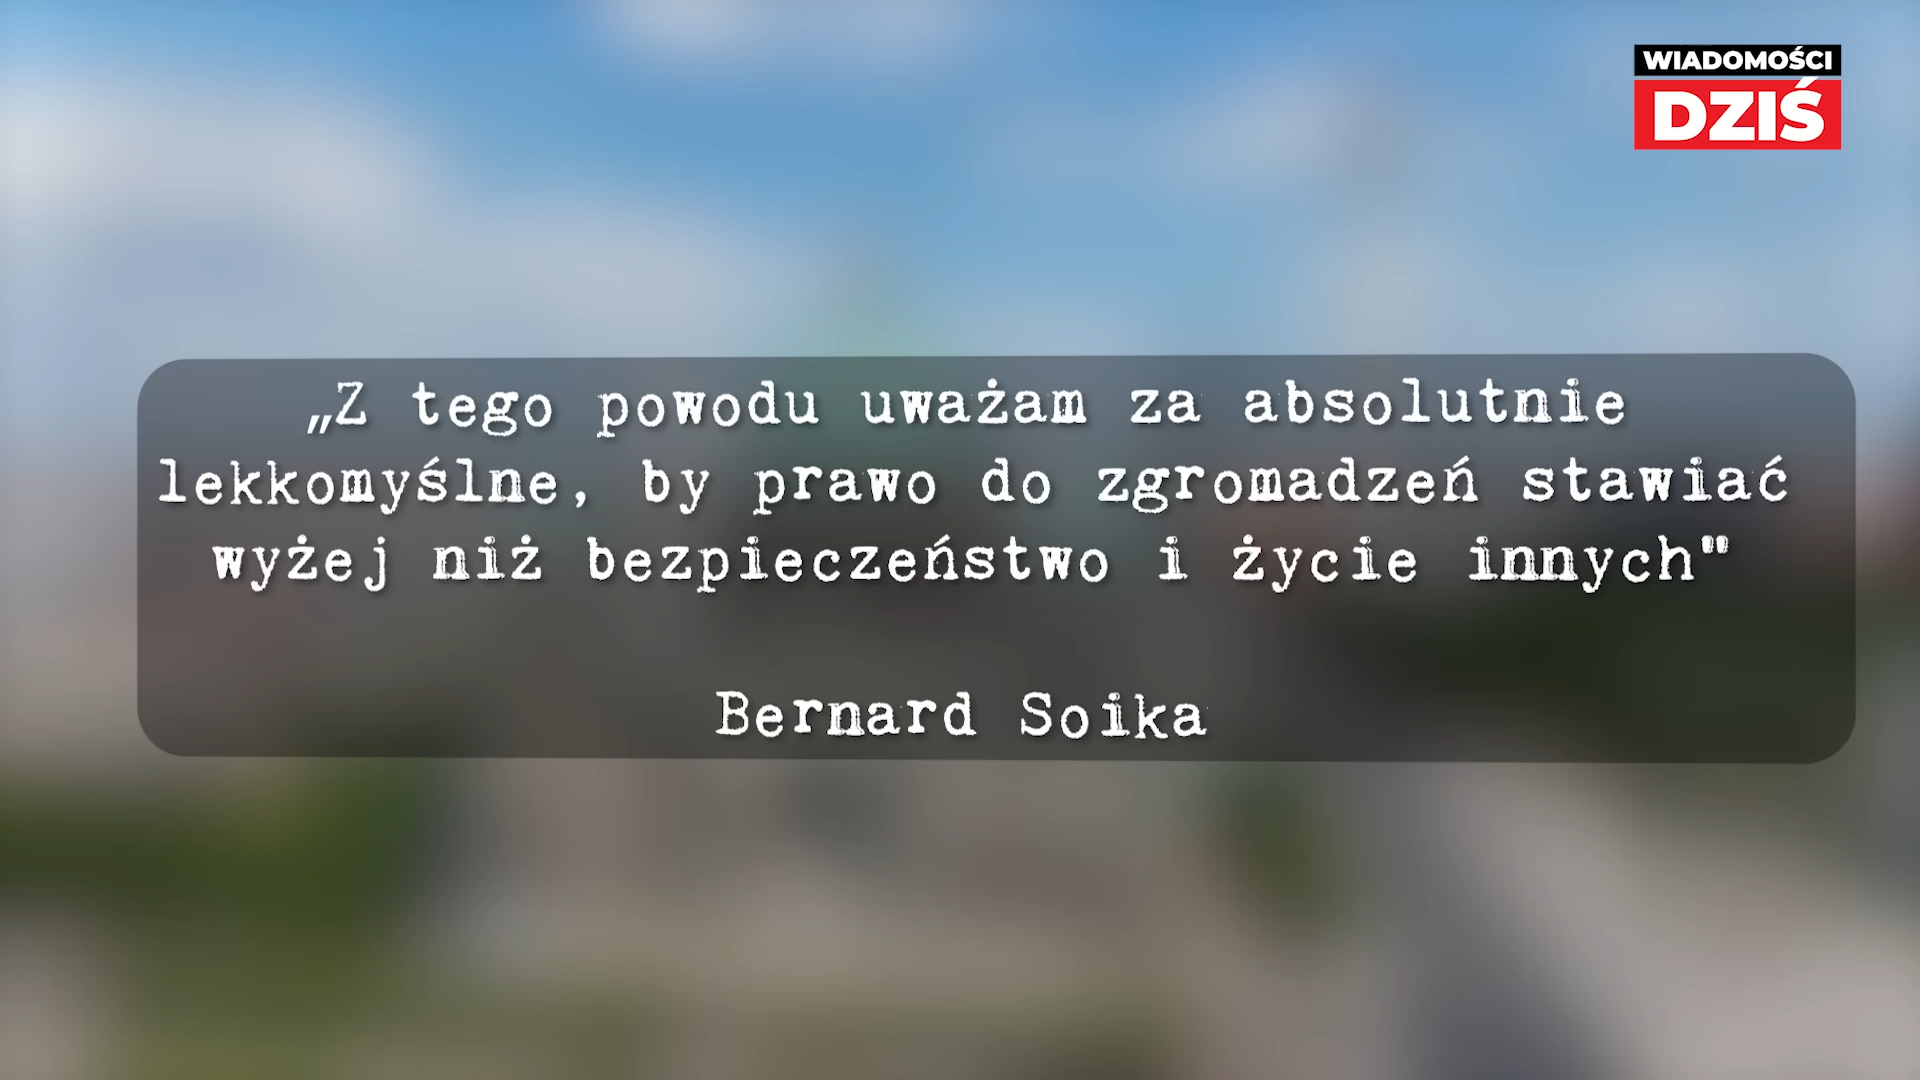 WIADOMOŚCI
DZIŚ
„Z tego powodu uważam za absolutnie
lekkomyślne, by prawo do zgromadzeń stawiać
wyżej niż bezpieczeństwo i życie innych"
Bernard Soika